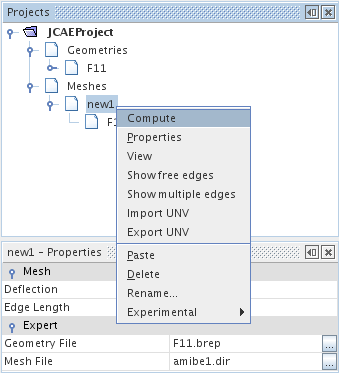 Projects
JCAEProject
Geometries
F11
Meshes
new1
Compute
Properties
View
Show free edges
Show multiple edges
Import UNV
Export UNV
Paste
Delete
Rename...
Experimental
new1 - Properties
Mesh
Deflection
Edge Length
Expert
Geometry File F11.brep ...
Mesh File amibe1.dir ...